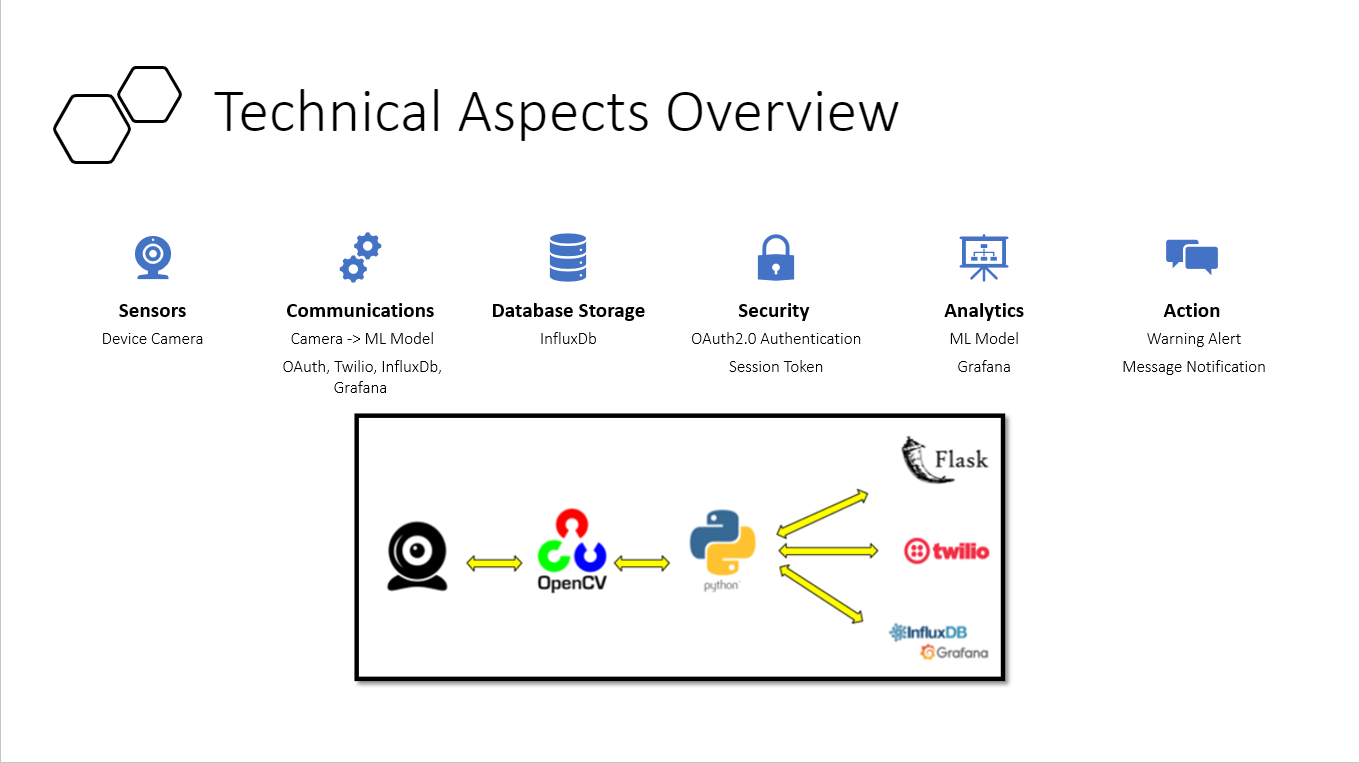 Technical Aspects Overview
Sensors
Device Camera
Communications
Camera -> ML Model
OAuth, Twilio, InfluxDb,
Grafana
Database Storage
InfluxDb
Security
OAuth2.0 Authentication
Session Token
Analytics
ML Model
Grafana
Action
Warning Alert
Message Notification
OpenCV
python
Flask
twilio
InfluxDB
Grafana